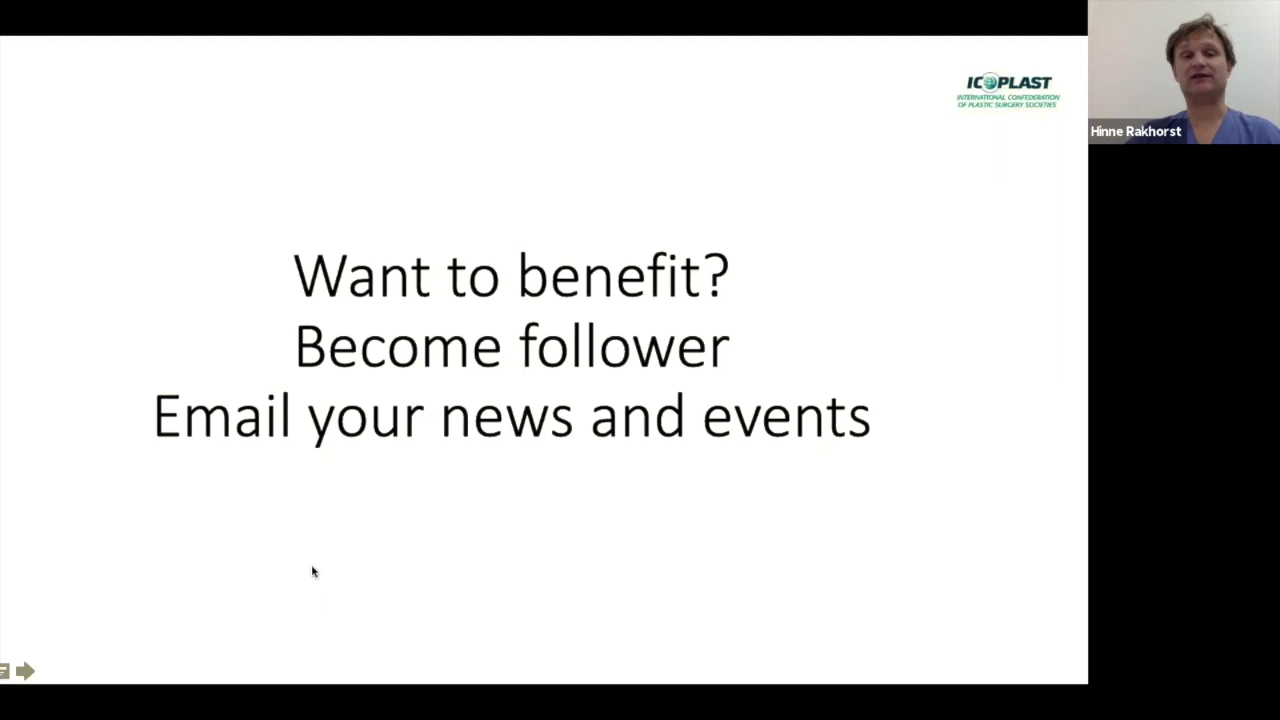 ICOPLAST
INTERNATIONAL CONFEDERATION
OF PLASTIC SURGERY SOCIETIES
Hinne Rakhorst
Want to benefit?
Become follower
Email your news and events